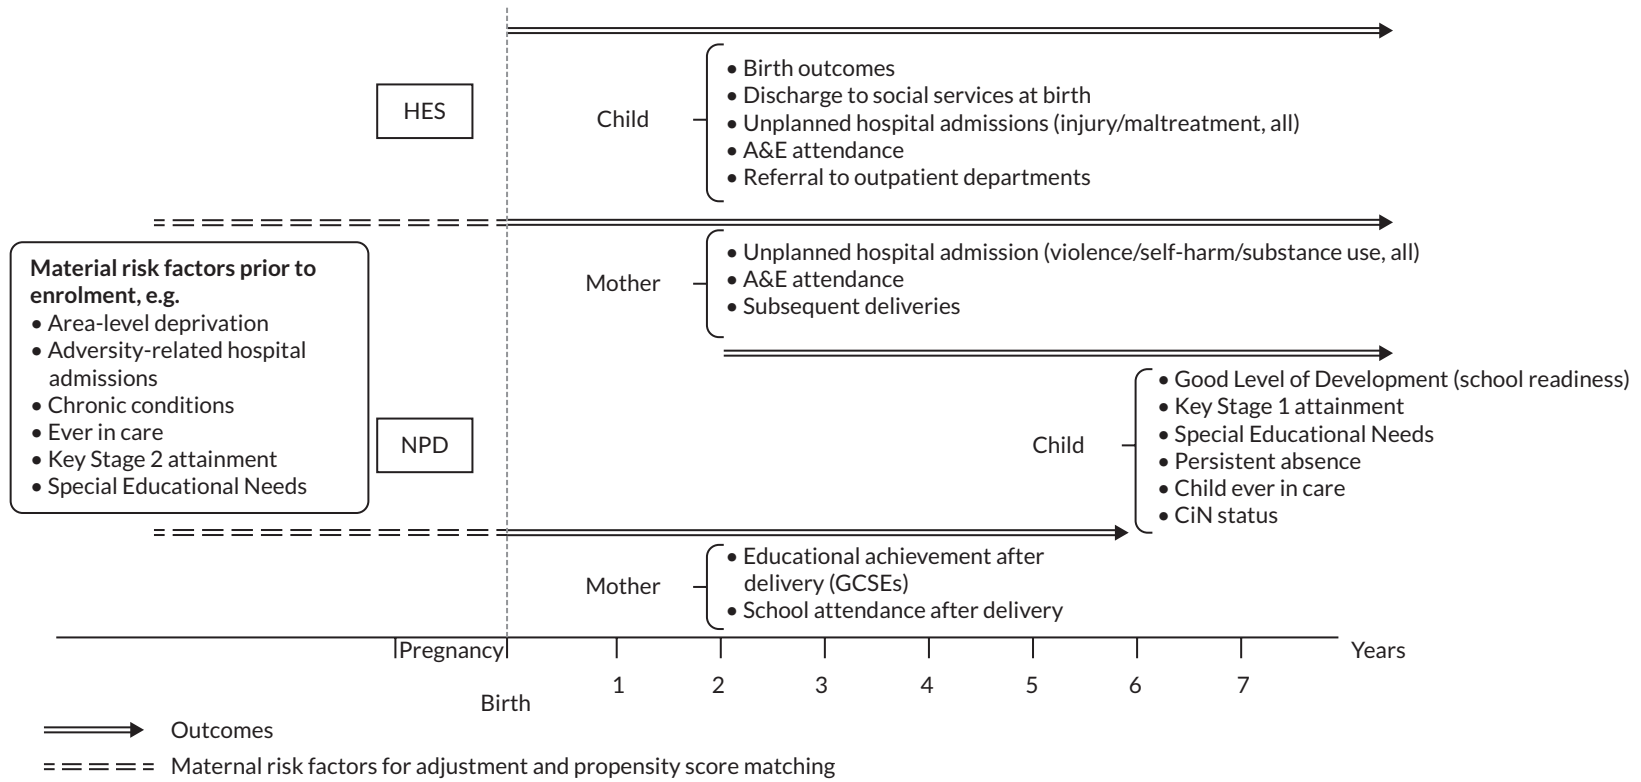 HES
Child
• Birth outcomes
• Discharge to social services at birth
• Unplanned hospital admissions (injury/maltreatment, all)
• A&E attendance
• Referral to outpatient departments
Material risk factors prior to
enrolment, e.g.
• Area-level deprivation
• Adversity-related hospital
admissions
• Chronic conditions
• Ever in care
• Key Stage 2 attainment
• Special Educational Needs
Mother
• Unplanned hospital admission (violence/self-harm/substance use, all)
• A&E attendance
• Subsequent deliveries
NPD
Child
• Good Level of Development (school readiness)
• Key Stage 1 attainment
• Special Educational Needs
• Persistent absence
• Child ever in care
• CiN status
Mother
• Educational achievement after
delivery (GCSEs)
• School attendance after delivery
Pregnancy
Years
1 2 3 4 5 6 7
Birth
Outcomes
Maternal risk factors for adjustment and propensity score matching